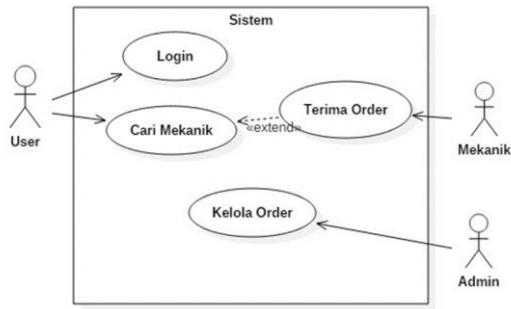 Sistem
Login
User
Cari Mekanik
«extend»
Terima Order
Mekanik
Kelola Order
Admin